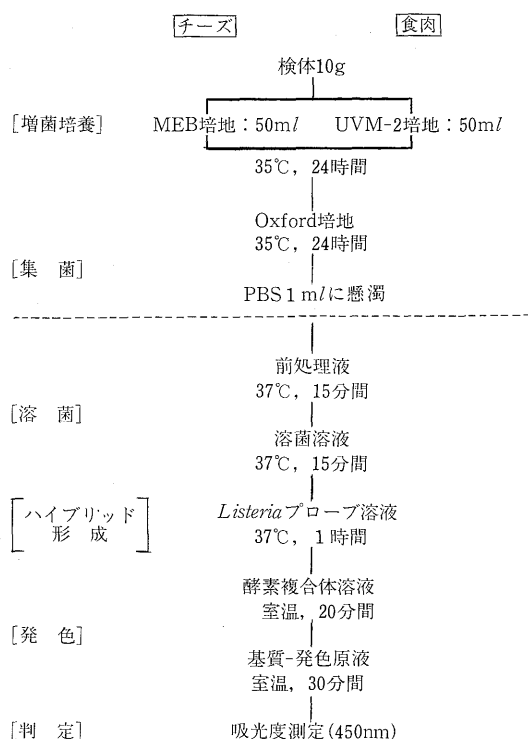 チーズ 食肉
検体10g
[増菌培養] MEB培地：50ml UVM-2培地：50ml
35℃, 24時間
Oxford培地
35℃, 24時間
[集 菌]
PBS 1 mlに懸濁
前処理液
37℃, 15分間
[溶 菌]
溶菌溶液
37℃, 15分間
[ハイブリッド Listeriaプローブ溶液
形 成] 37℃, 1時間
酵素複合体溶液
室温, 20分間
[発 色]
基質-発色原液
室温, 30分間
[判 定] 吸光度測定(450nm)